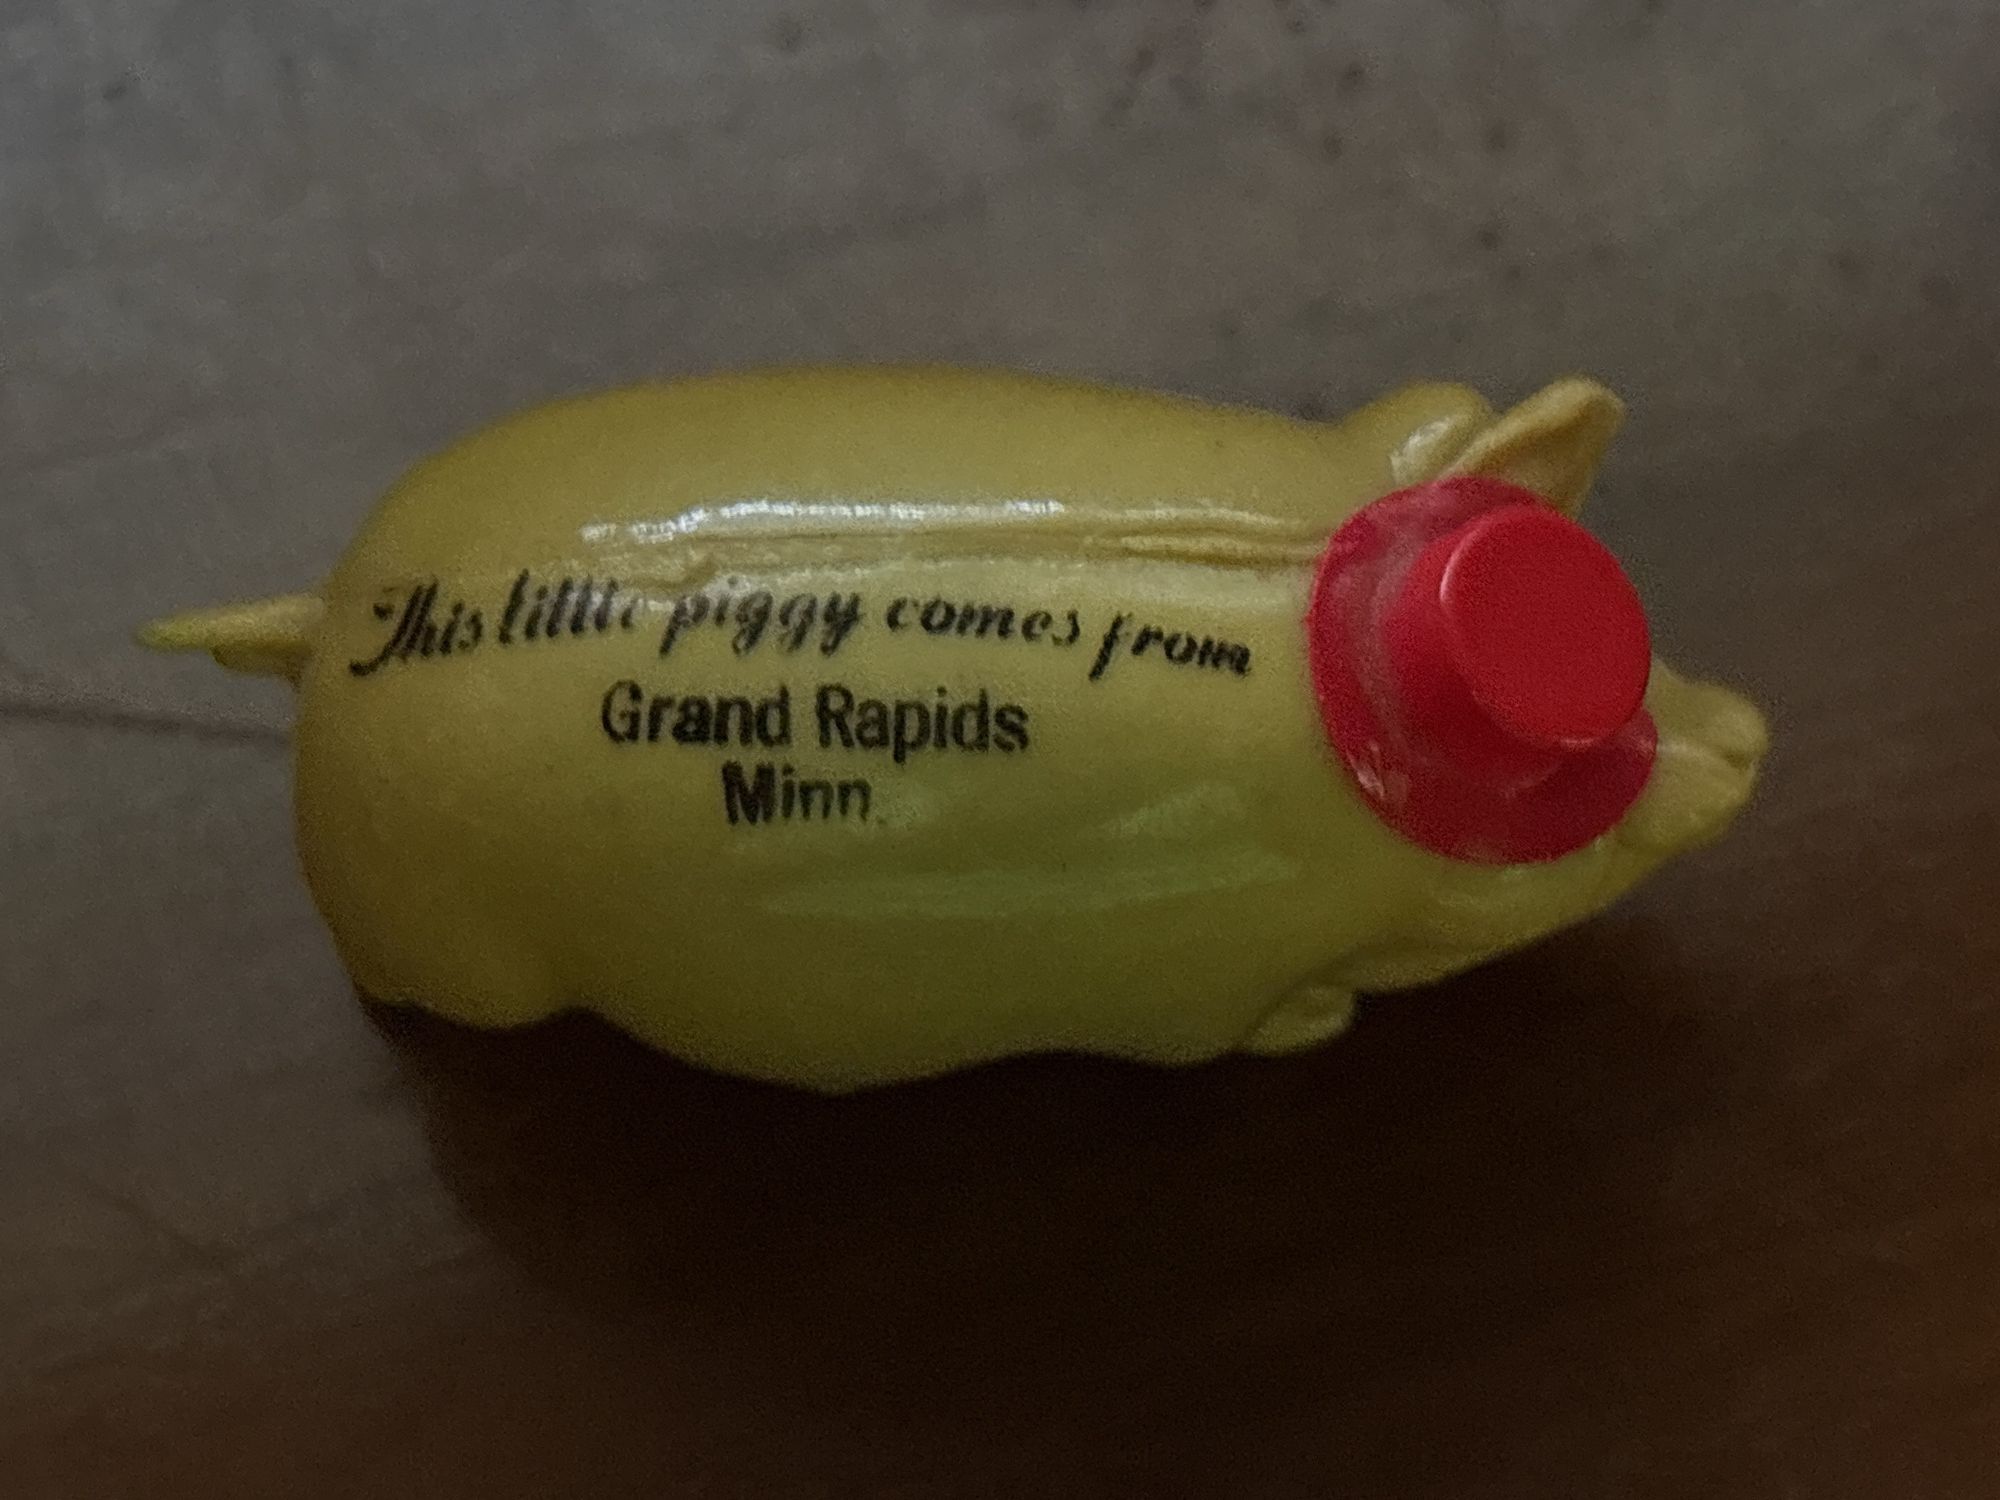 This little piggy comes from
Grand Rapids
Minn.